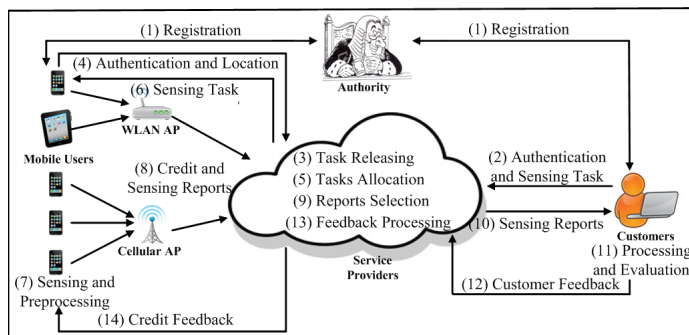 (1) Registration
(1) Registration
(4) Authentication and Location
(6) Sensing Task
Authority
WLAN AP
Mobile Users
(8) Credit and
Sensing Reports
(3) Task Releasing
(5) Tasks Allocation
(9) Reports Selection
(13) Feedback Processing
(2) Authentication
and Sensing Task
(10) Sensing Reports
Customers
Cellular AP
Service
Providers
(11) Processing
and Evaluation
(7) Sensing and
Preprocessing
(12) Customer Feedback
(14) Credit Feedback